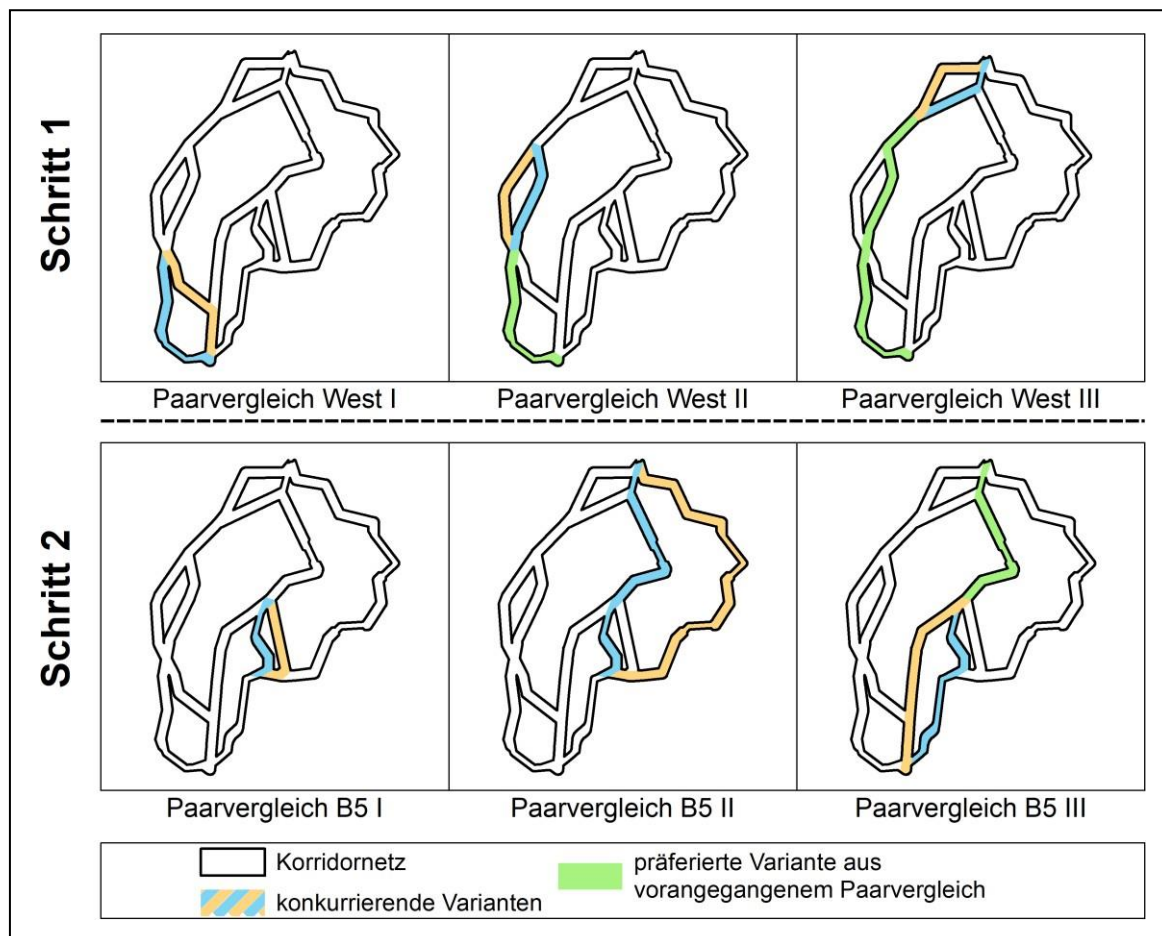 Schritt 1
Paarvergleich West I
Paarvergleich West II
Paarvergleich West III
Schritt 2
Paarvergleich B5 I
Paarvergleich B5 II
Paarvergleich B5 III
Korridornetz
konkurrierende Varianten
präferierte Variante aus
vorangegangenem Paarvergleich